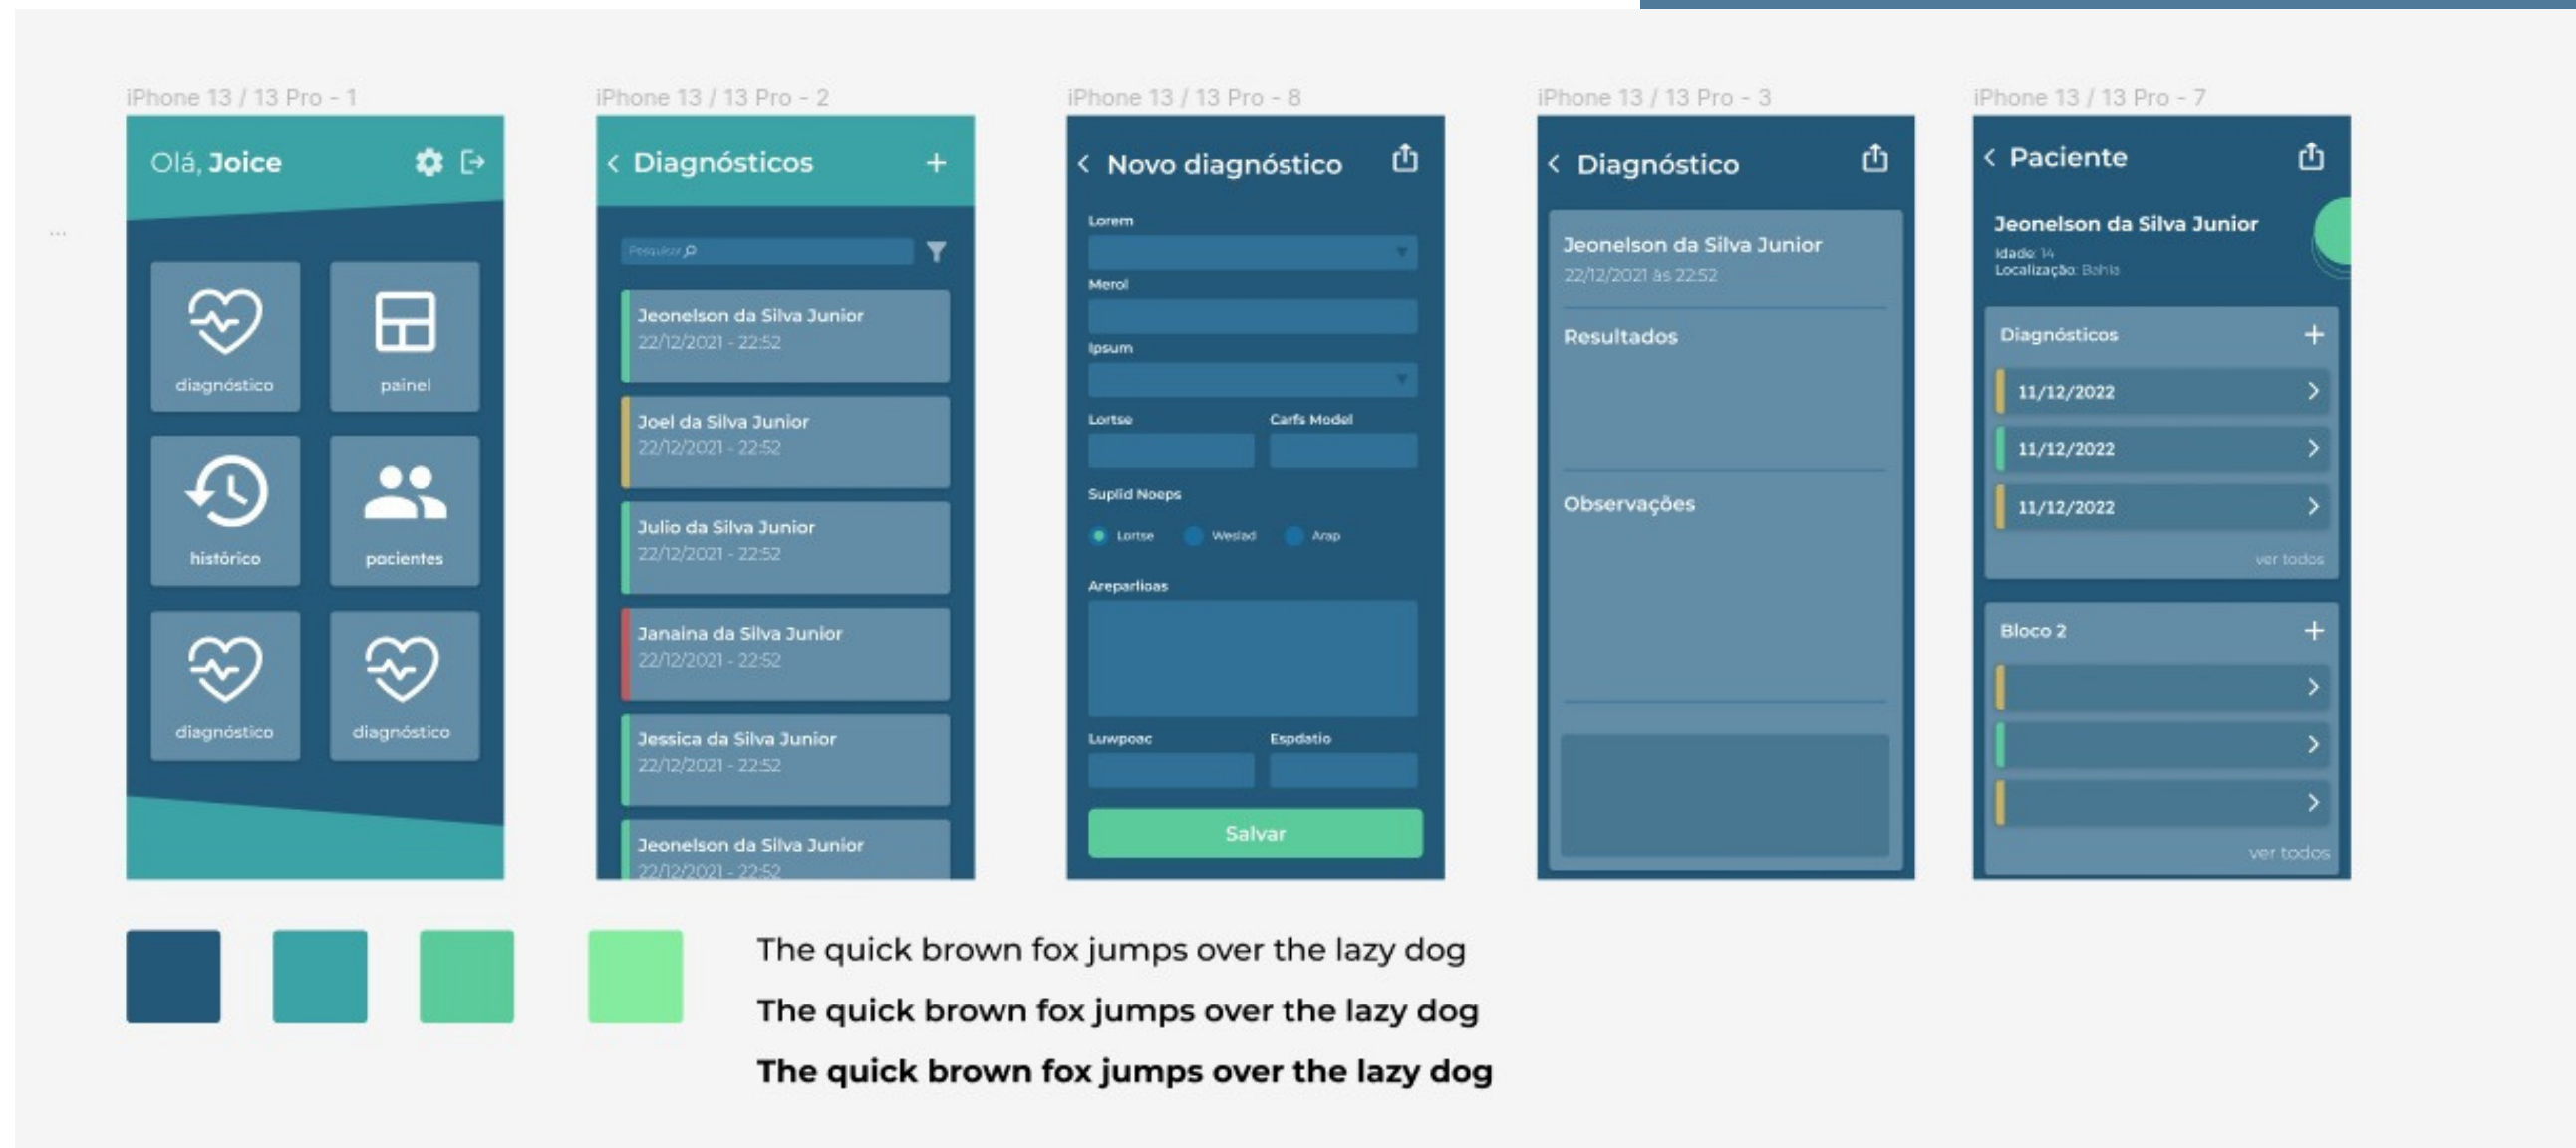 iPhone 13 / 13 Pro - 1
Olá, Joice
diagnóstico
painel
histórico
pacientes
diagnóstico
diagnóstico
iPhone 13 / 13 Pro - 2
Diagnósticos
Pesquisar
Jeonelson da Silva Junior
22/12/2021 - 22:52
Joel da Silva Junior
22/12/2021 - 22:52
Julio da Silva Junior
22/12/2021 - 22:52
Janaina da Silva Junior
22/12/2021 - 22:52
Jessica da Silva Junior
22/12/2021 - 22:52
Jeonelson da Silva Junior
22/12/2021 - 22:52
iPhone 13 / 13 Pro - 8
Novo diagnóstico
Lorem
Merol
Ipsum
Lortse Carfs Model
Suplid Noeps
Lortse Weslad Arap
Areparlioas
Luwpoac Espdatio
Salvar
iPhone 13 / 13 Pro - 3
Diagnóstico
Jeonelson da Silva Junior
22/12/2021 às 22:52
Resultados
Observações
iPhone 13 / 13 Pro - 7
Paciente
Jeonelson da Silva Junior
Idade: 14
Localização: Bahia
Diagnósticos
11/12/2022
11/12/2022
11/12/2022
ver todos
Bloco 2
ver todos
The quick brown fox jumps over the lazy dog
The quick brown fox jumps over the lazy dog
The quick brown fox jumps over the lazy dog